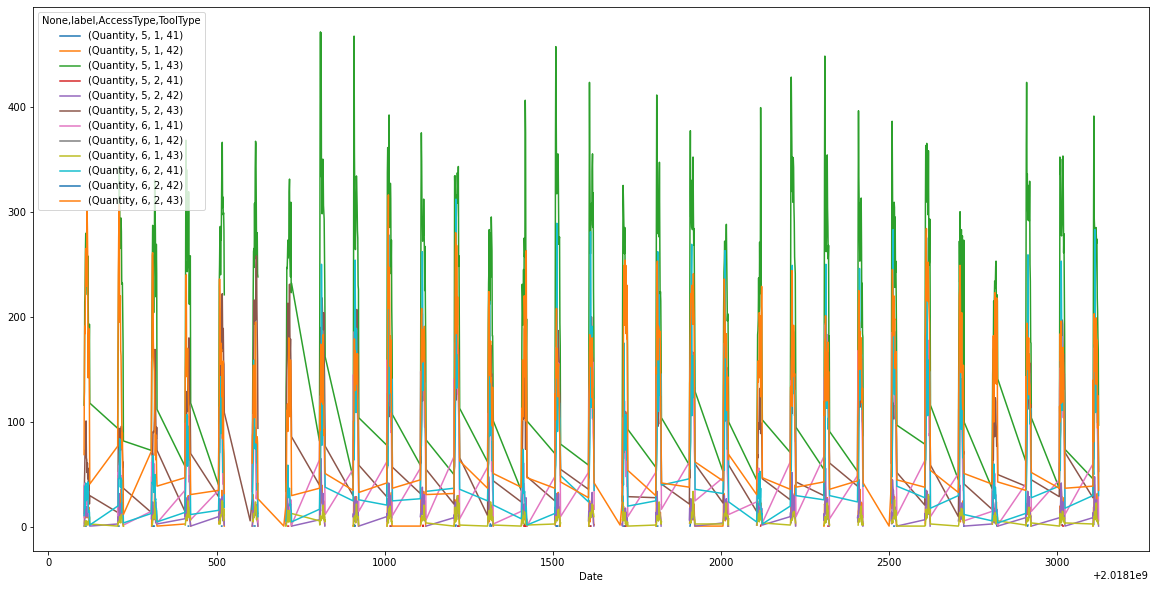 None,label,AccessType,ToolType
(Quantity, 5, 1, 41)
(Quantity, 5, 1, 42)
(Quantity, 5, 1, 43)
(Quantity, 5, 2, 41)
(Quantity, 5, 2, 42)
(Quantity, 5, 2, 43)
(Quantity, 6, 1, 41)
(Quantity, 6, 1, 42)
(Quantity, 6, 1, 43)
(Quantity, 6, 2, 41)
(Quantity, 6, 2, 42)
(Quantity, 6, 2, 43)
400
300
200
100
0
0 500 1000 1500 2000 2500 3000
Date
+2.0181e9